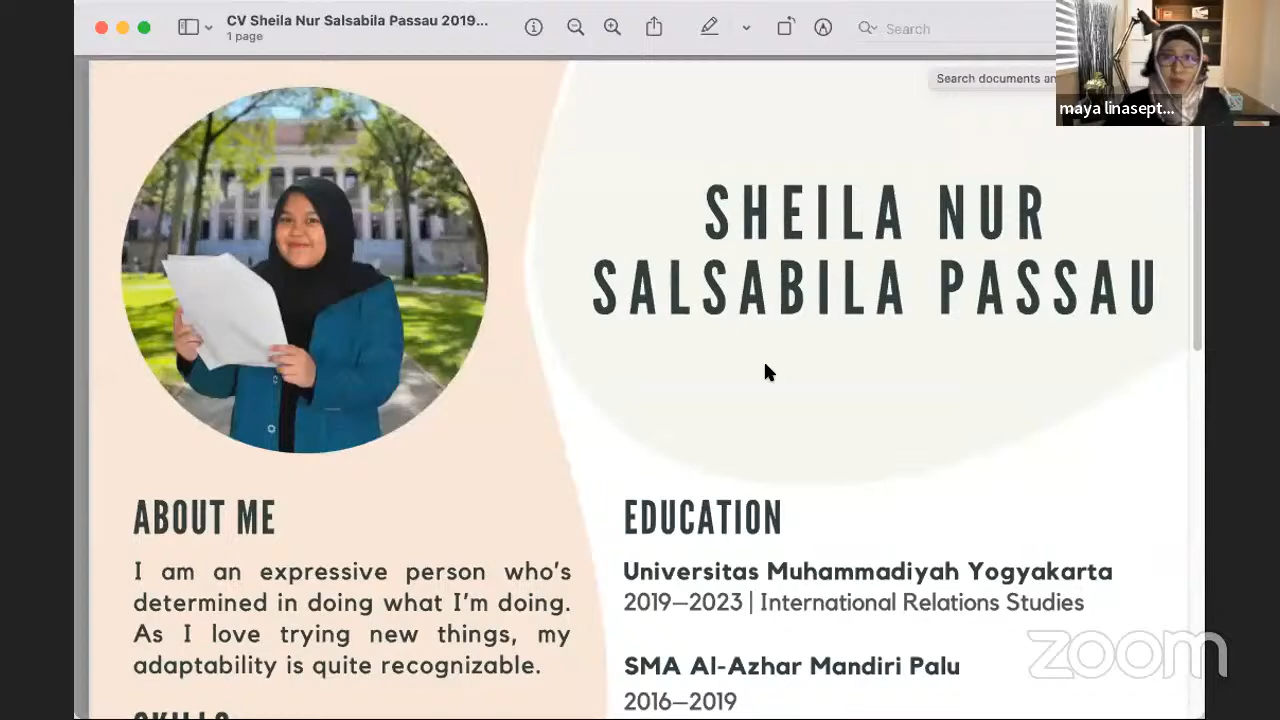 CV Sheila Nur Salsabila Passau 2019...
1 page
Search
Search documents an
maya linasept...
SHEILA NUR
SALSABILA PASSAU
ABOUT ME
I am an expressive person who's
determined in doing what I'm doing.
As I love trying new things, my
adaptability is quite recognizable.
SKILLS
EDUCATION
Universitas Muhammadiyah Yogyakarta
2019–2023 | International Relations Studies
SMA Al-Azhar Mandiri Palu
2016–2019
zoom